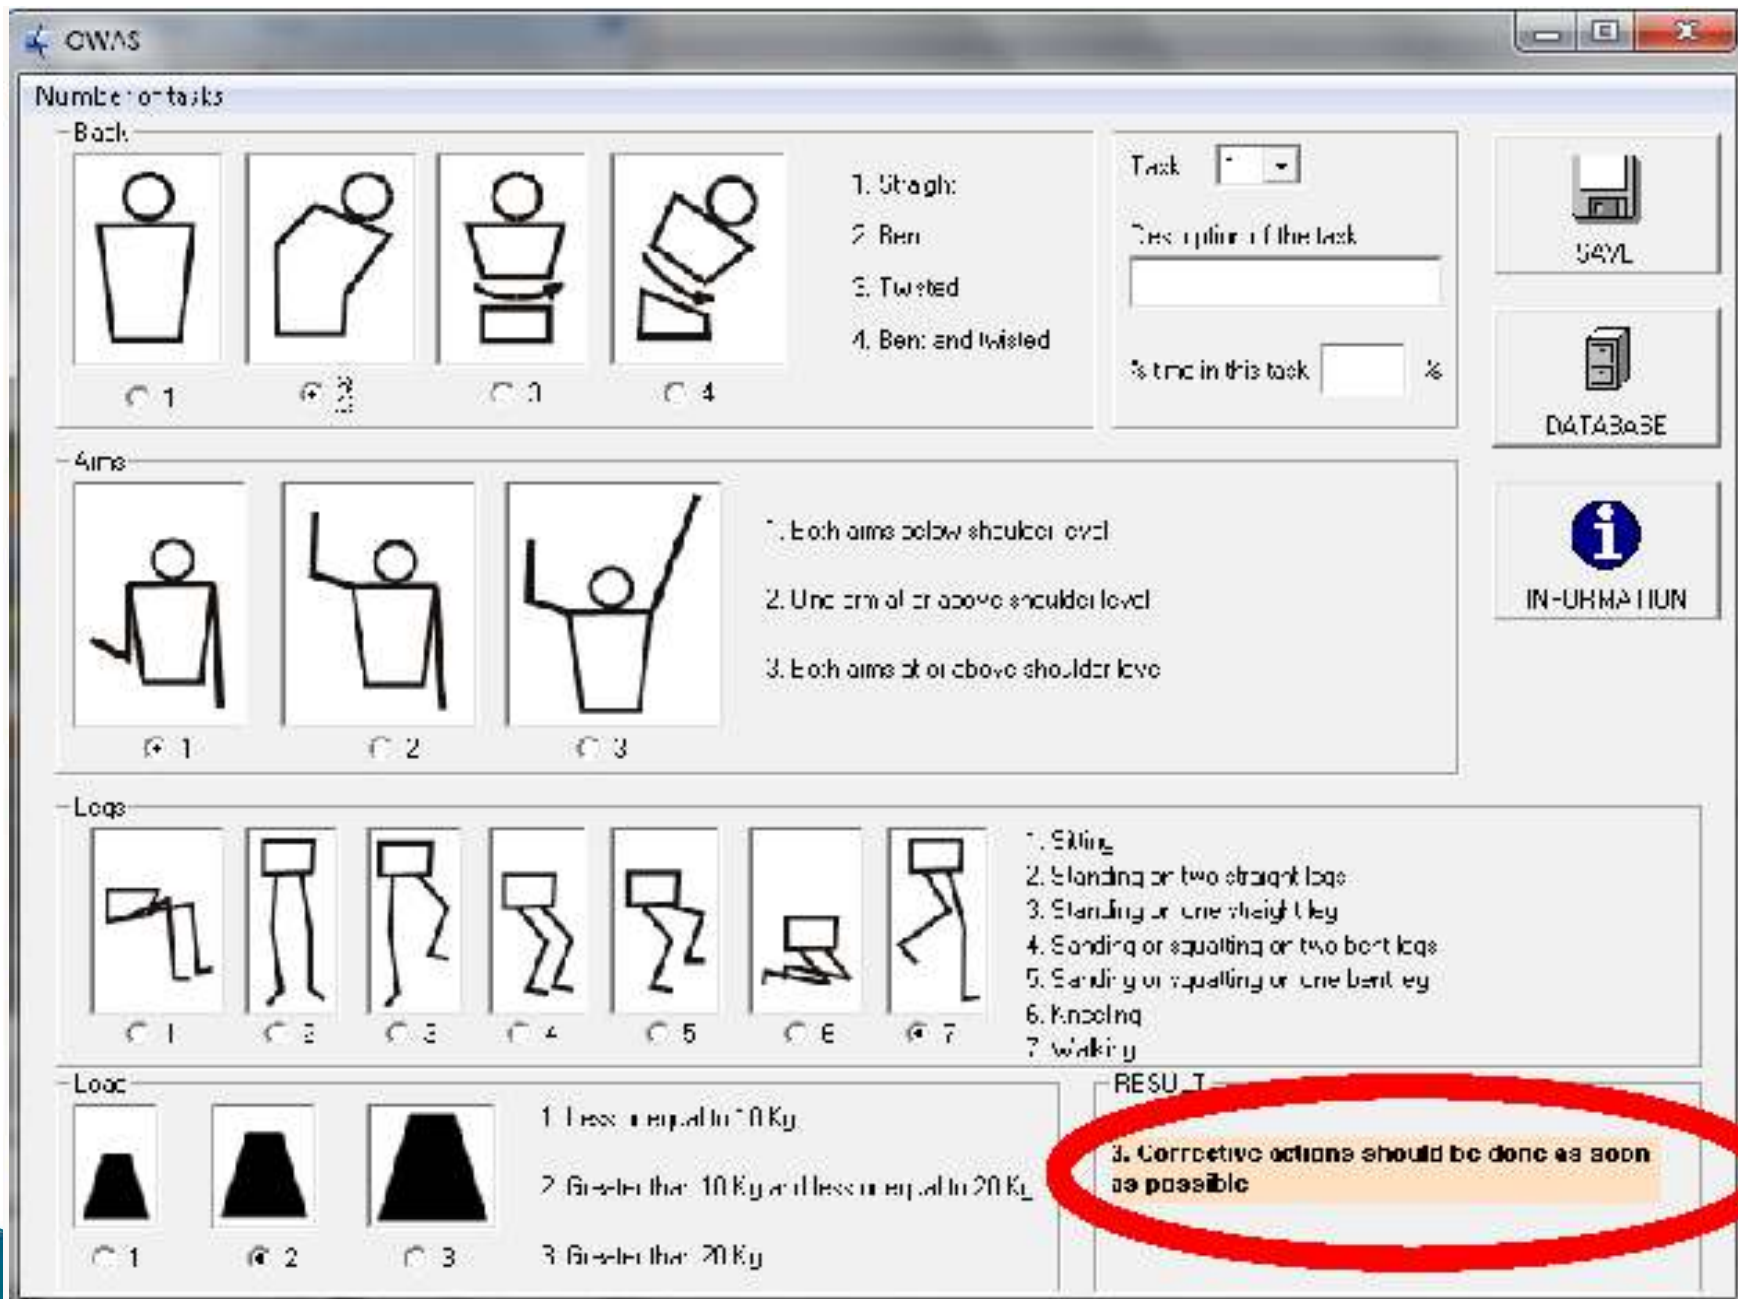 OWAS
Number of tasks
Back
1 2 3 4
1. Straight
2. Bent
3. Twisted
4. Bent and twisted
Task
Description of the task
% time in this task %
SAVE
DATABASE
INFORMATION
Arms
1 2 3
1. Both arms below shoulder level
2. One arm at or above shoulder level
3. Both arms at or above shoulder level
Legs
1 2 3 4 5 6 7
1. Sitting
2. Standing on two straight legs
3. Standing on one straight leg
4. Sanding or squatting on two bent legs
5. Sanding or squatting on one bent leg
6. Kneeling
7. Walking
Load
1 2 3
1. Less or equal to 10 Kg
2. Greater than 10 Kg and less or equal to 20 Kg
3. Greater than 20 Kg
RESULT
3. Corrective actions should be done as soon
as possible